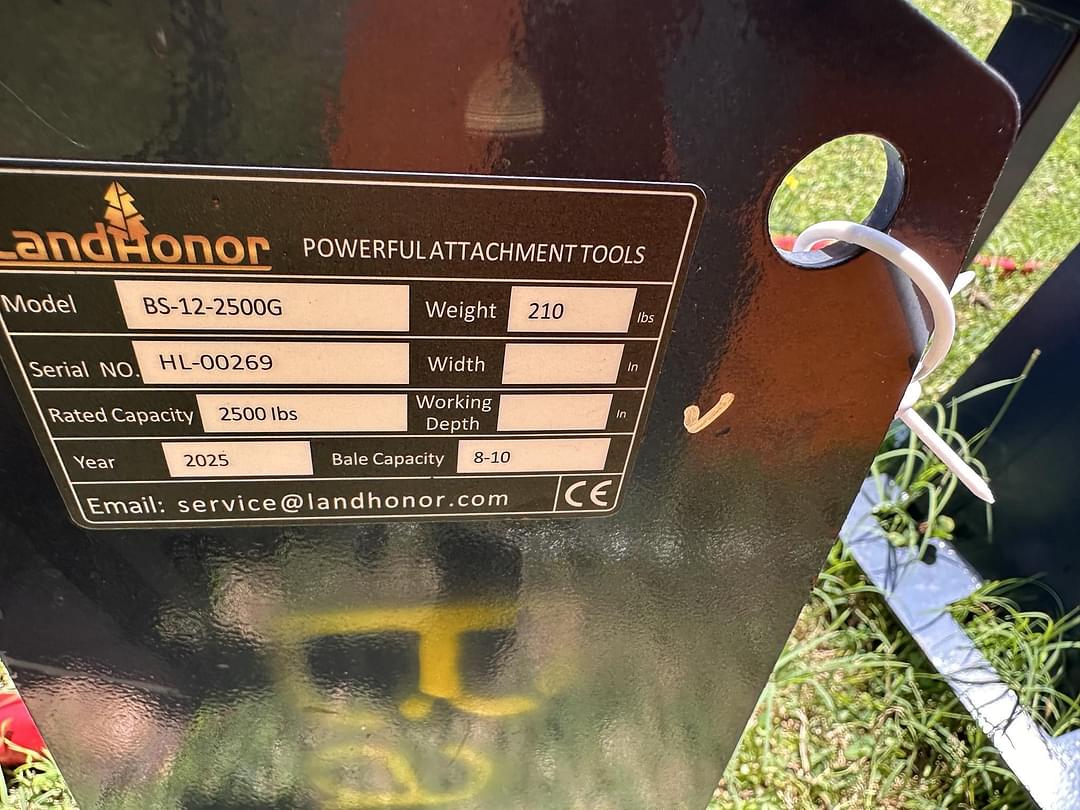 LandHonor POWERFUL ATTACHMENT TOOLS
Model BS-12-2500G Weight 210 lbs
Serial NO. HL-00269 Width In
Rated Capacity 2500 lbs Working Depth In
Year 2025 Bale Capacity 8-10
Email: service@landhonor.com CE